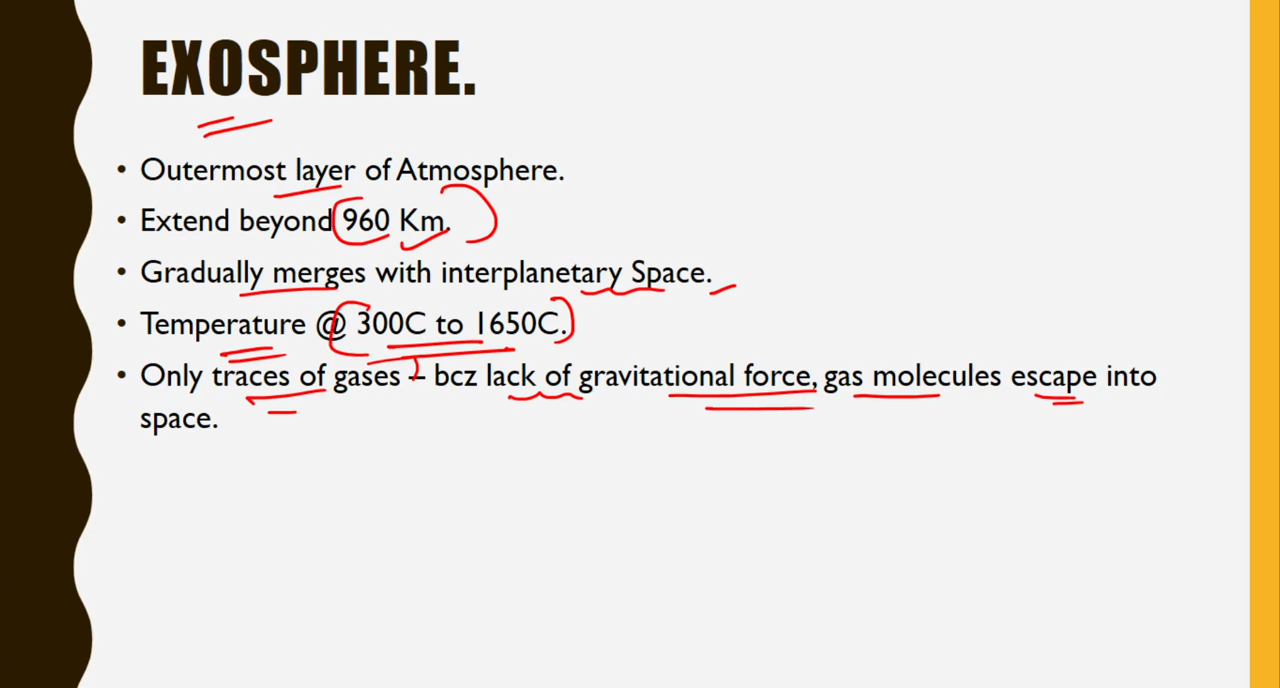 EXOSPHERE.
• Outermost layer of Atmosphere.
• Extend beyond 960 Km.
• Gradually merges with interplanetary Space.
• Temperature @ 300C to 1650C.
• Only traces of gases – bcz lack of gravitational force, gas molecules escape into
space.